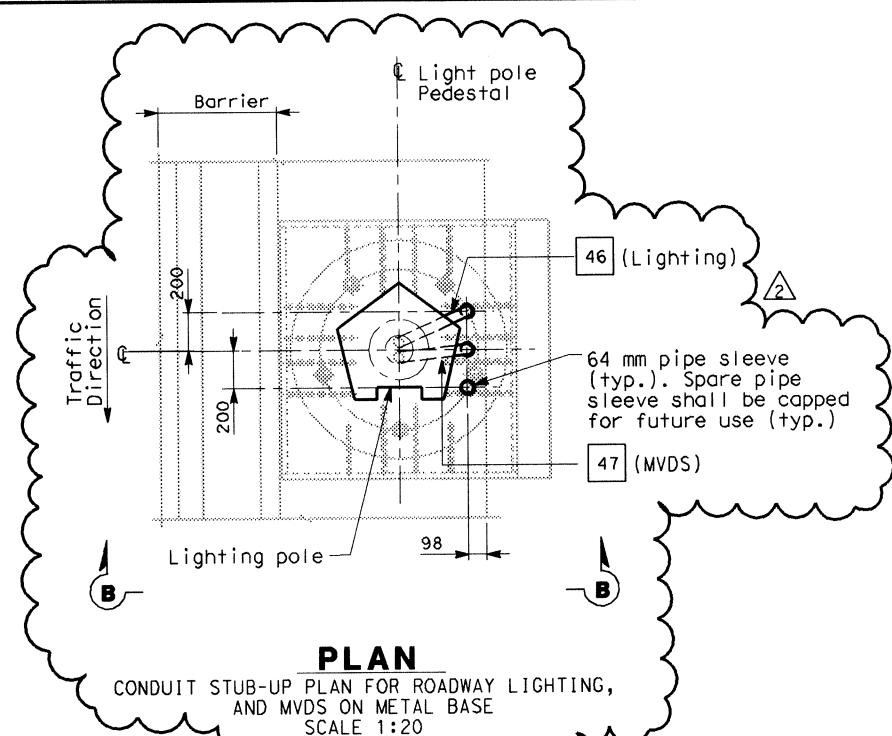 ℄ Light pole
Pedestal
Barrier
46 (Lighting)
2
200
Traffic
Direction
℄
200
64 mm pipe sleeve
(typ.). Spare pipe
sleeve shall be capped
for future use (typ.)
47 (MVDS)
Lighting pole
98
B
B
PLAN
CONDUIT STUB-UP PLAN FOR ROADWAY LIGHTING,
AND MVDS ON METAL BASE
SCALE 1:20